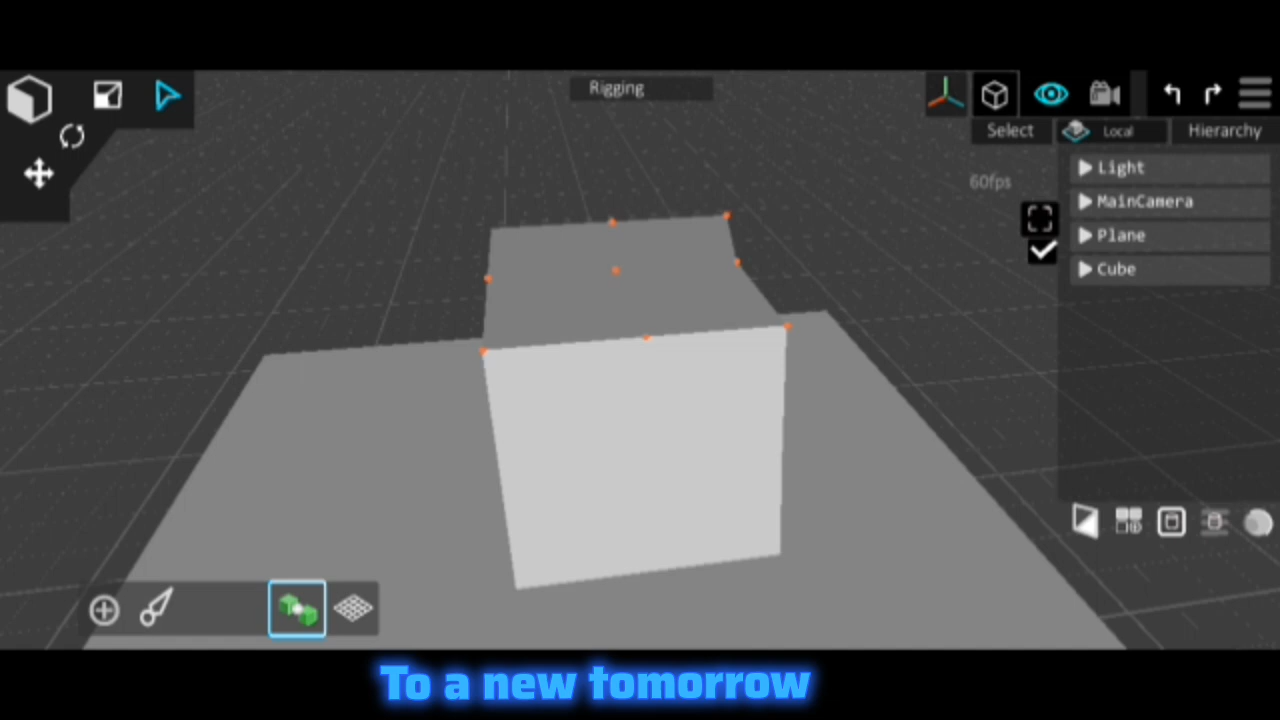 Rigging
Select
Local
Hierarchy
60fps
Light
MainCamera
Plane
Cube
To a new tomorrow